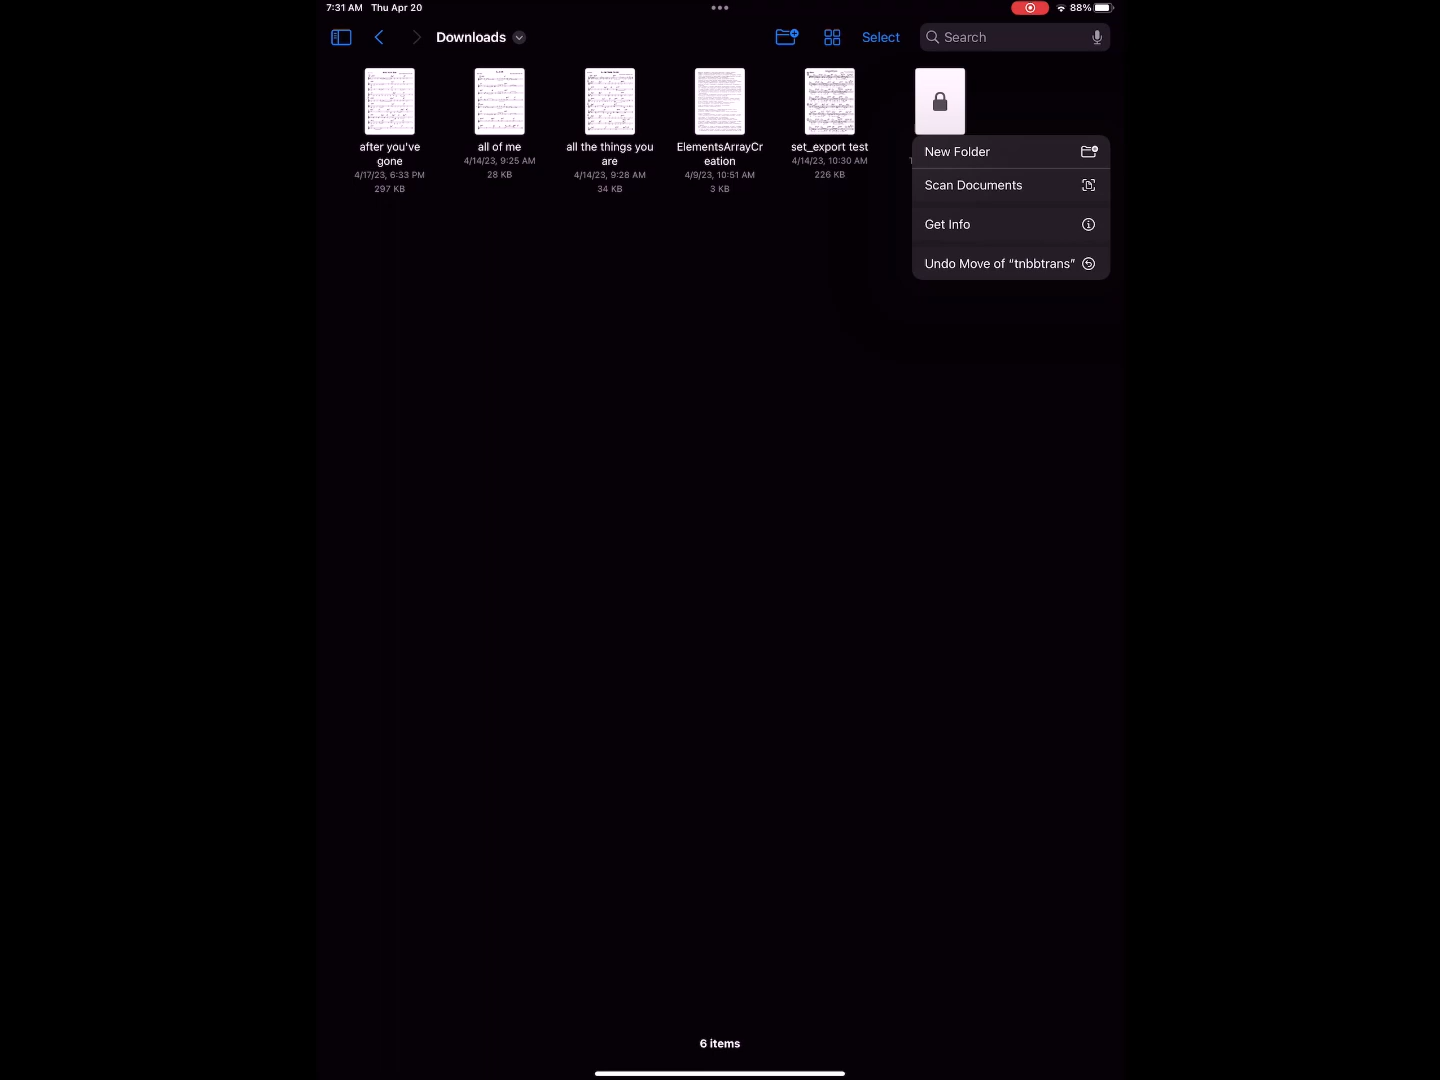 7:31 AM Thu Apr 20
88%
Downloads
Select
Search
after you've
gone
4/17/23, 6:33 PM
297 KB
all of me
4/14/23, 9:25 AM
28 KB
all the things you
are
4/14/23, 9:28 AM
34 KB
ElementsArrayCr
eation
4/9/23, 10:51 AM
3 KB
set_export test
4/14/23, 10:30 AM
226 KB
New Folder
Scan Documents
Get Info
Undo Move of “tnbbtrans”
6 items